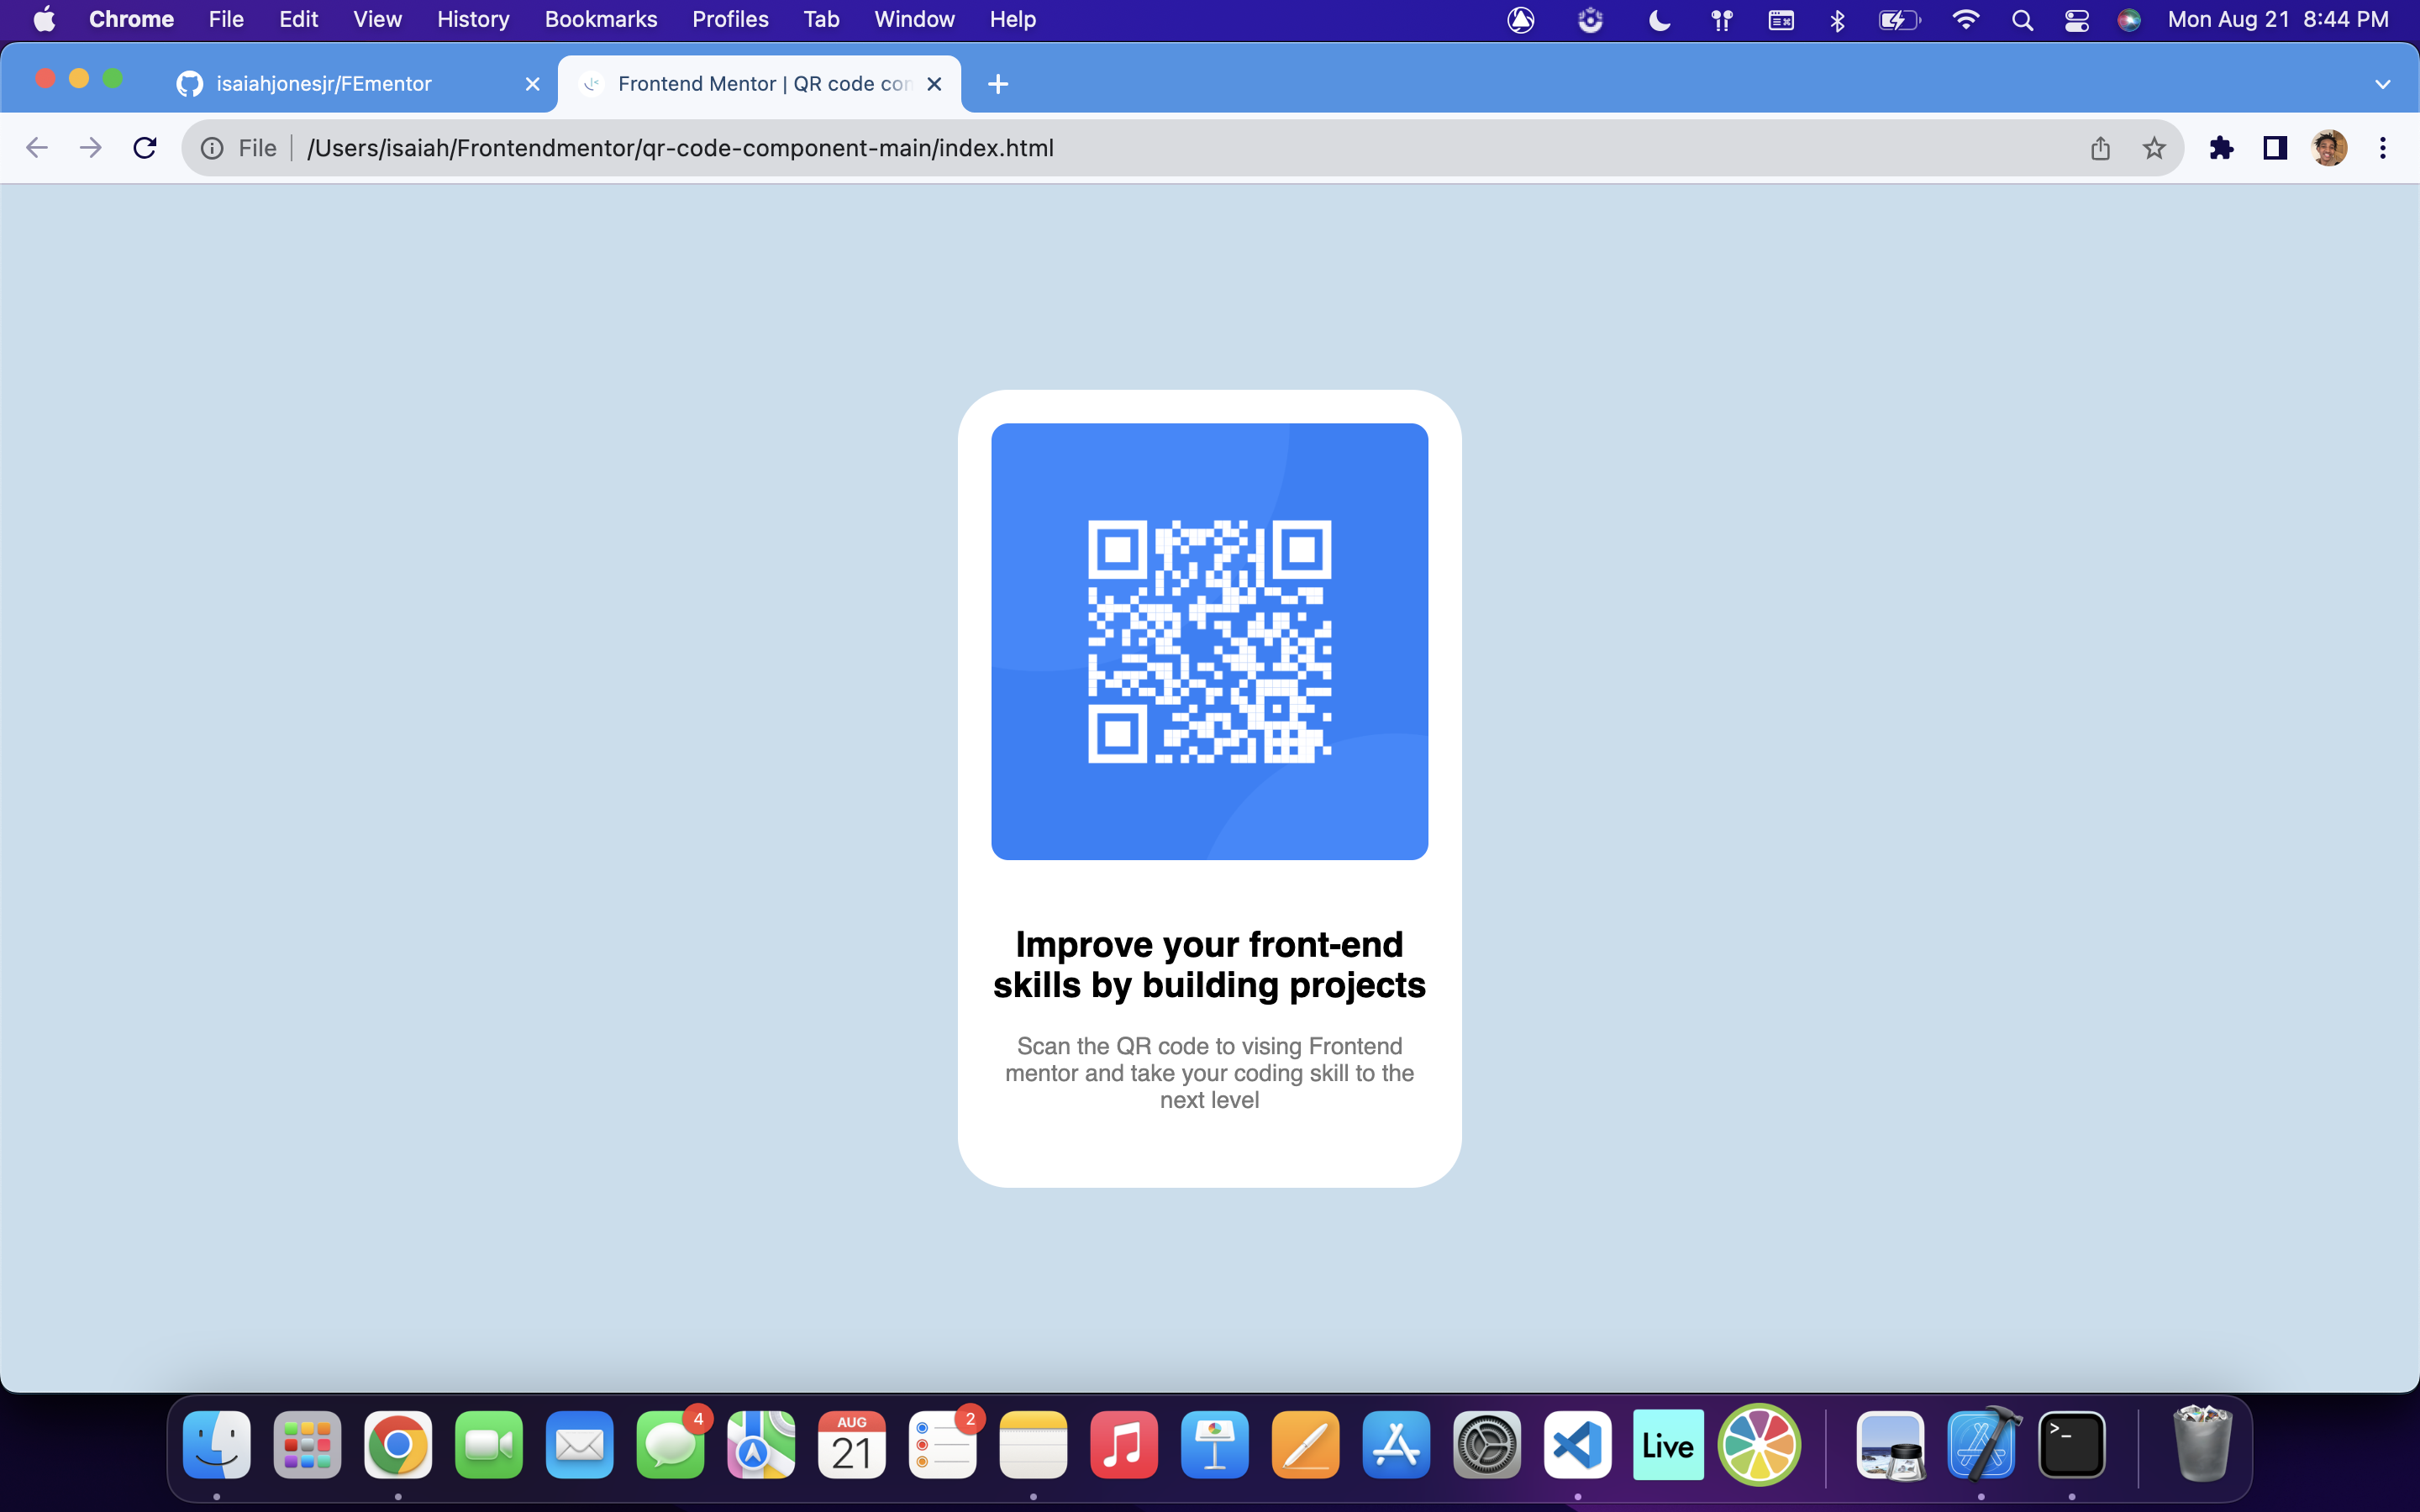 Chrome File Edit View History Bookmarks Profiles Tab Window Help Mon Aug 21 8:44 PM
isaiahjonesjr/FEmentor Frontend Mentor | QR code con
File /Users/isaiah/Frontendmentor/qr-code-component-main/index.html
Improve your front-end
skills by building projects
Scan the QR code to vising Frontend
mentor and take your coding skill to the
next level
4
AUG
21
2
Live
>_